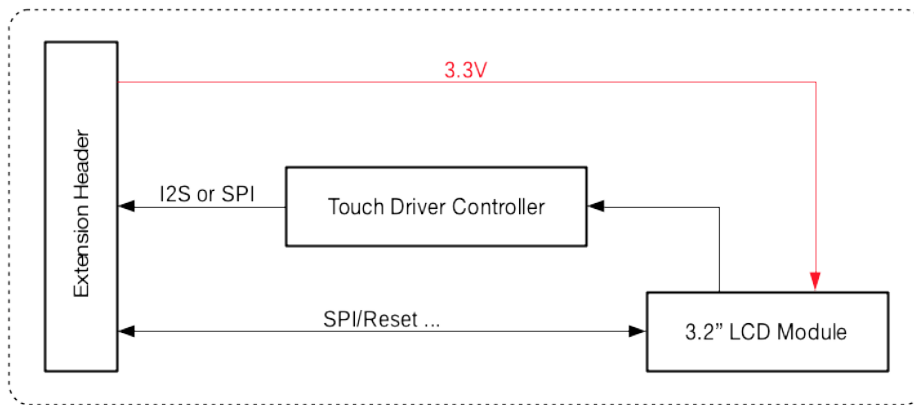 3.3V
Extension Header
I2S or SPI
Touch Driver Controller
SPI/Reset ...
3.2” LCD Module